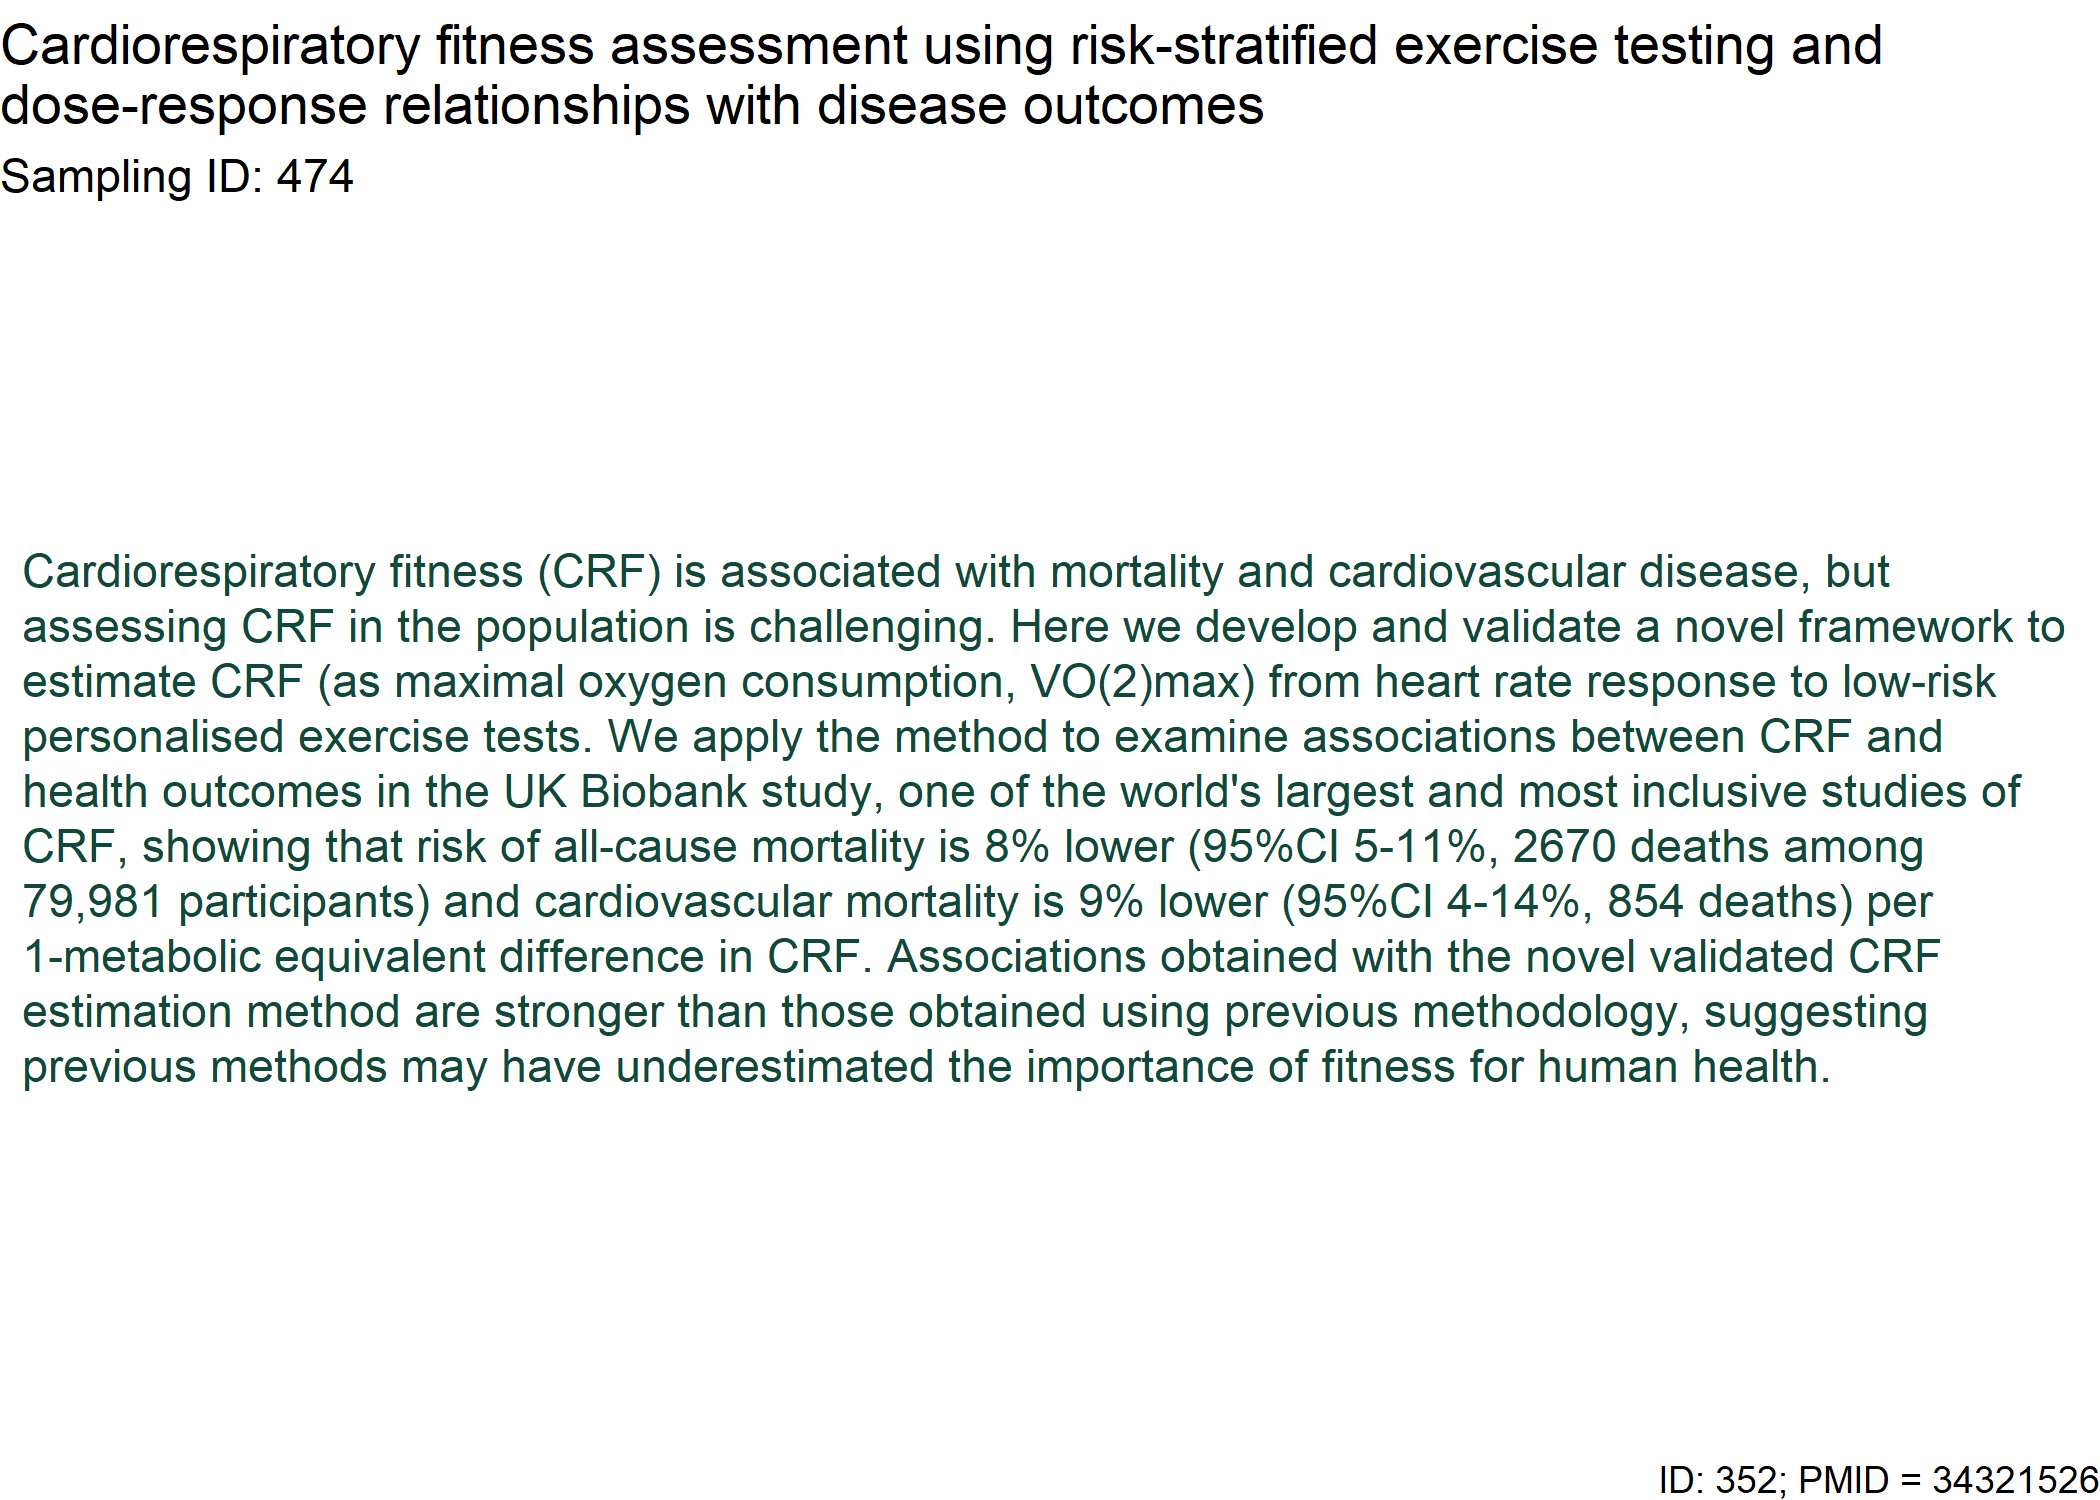 Cardiorespiratory fitness assessment using risk-stratified exercise testing and
dose-response relationships with disease outcomes
Sampling ID: 474
Cardiorespiratory fitness (CRF) is associated with mortality and cardiovascular disease, but
assessing CRF in the population is challenging. Here we develop and validate a novel framework to
estimate CRF (as maximal oxygen consumption, VO(2)max) from heart rate response to low-risk
personalised exercise tests. We apply the method to examine associations between CRF and
health outcomes in the UK Biobank study, one of the world's largest and most inclusive studies of
CRF, showing that risk of all-cause mortality is 8% lower (95%CI 5-11%, 2670 deaths among
79,981 participants) and cardiovascular mortality is 9% lower (95%CI 4-14%, 854 deaths) per
1-metabolic equivalent difference in CRF. Associations obtained with the novel validated CRF
estimation method are stronger than those obtained using previous methodology, suggesting
previous methods may have underestimated the importance of fitness for human health.
ID: 352; PMID = 34321526